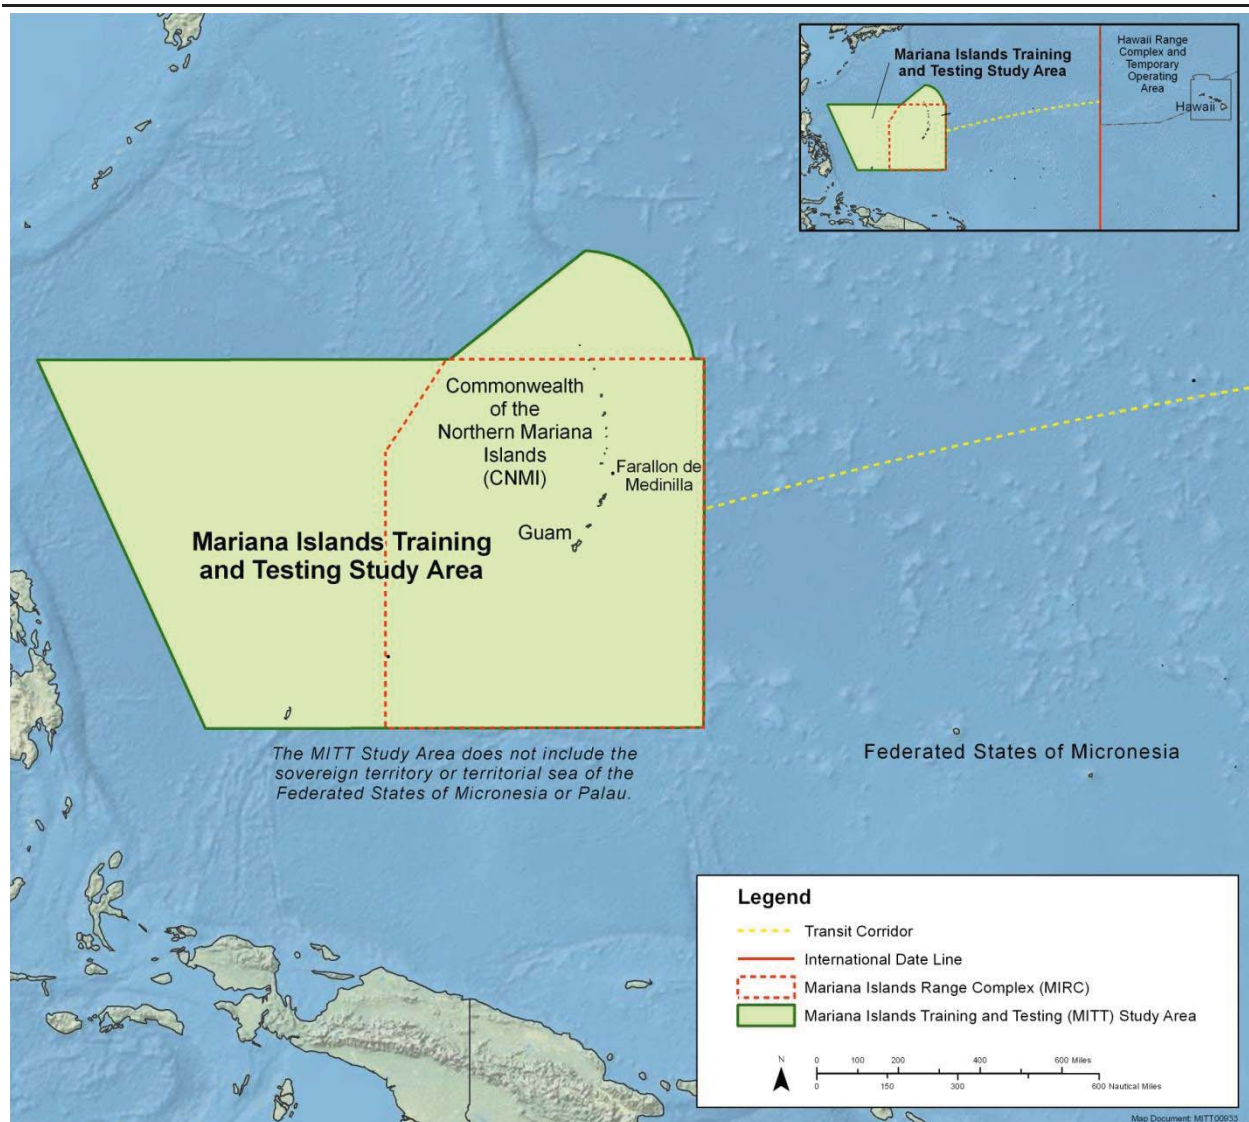 Mariana Islands Training
and Testing Study Area
Hawaii Range
Complex and
Temporary
Operating
Area
Hawaii
Commonwealth
of the
Northern Mariana
Islands
(CNMI)
Farallon de
Medinilla
Guam
Mariana Islands Training
and Testing Study Area
The MITT Study Area does not include the
sovereign territory or territorial sea of the
Federated States of Micronesia or Palau.
Federated States of Micronesia
Legend
Transit Corridor
International Date Line
Mariana Islands Range Complex (MIRC)
Mariana Islands Training and Testing (MITT) Study Area
N
0 100 200 400 600 Miles
0 150 300 600 Nautical Miles
Map Document: MITT00933